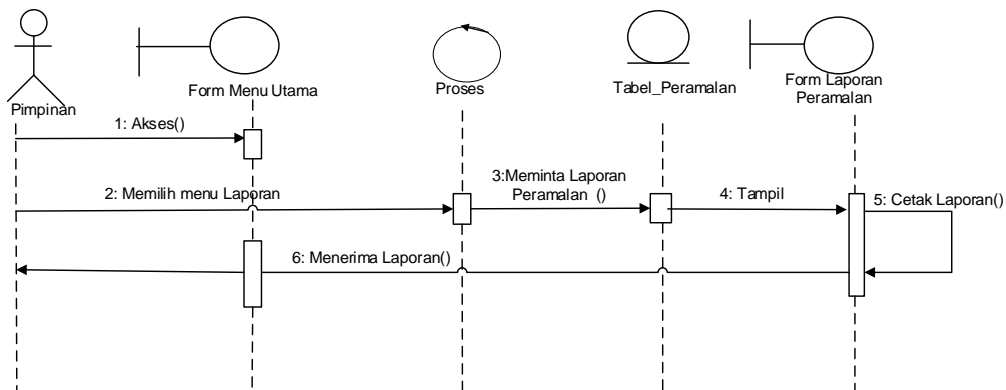 Pimpinan
Form Menu Utama
Proses
Tabel_Peramalan
Form Laporan
Peramalan
1: Akses()
2: Memilih menu Laporan
3:Meminta Laporan
Peramalan ()
4: Tampil
5: Cetak Laporan()
6: Menerima Laporan()